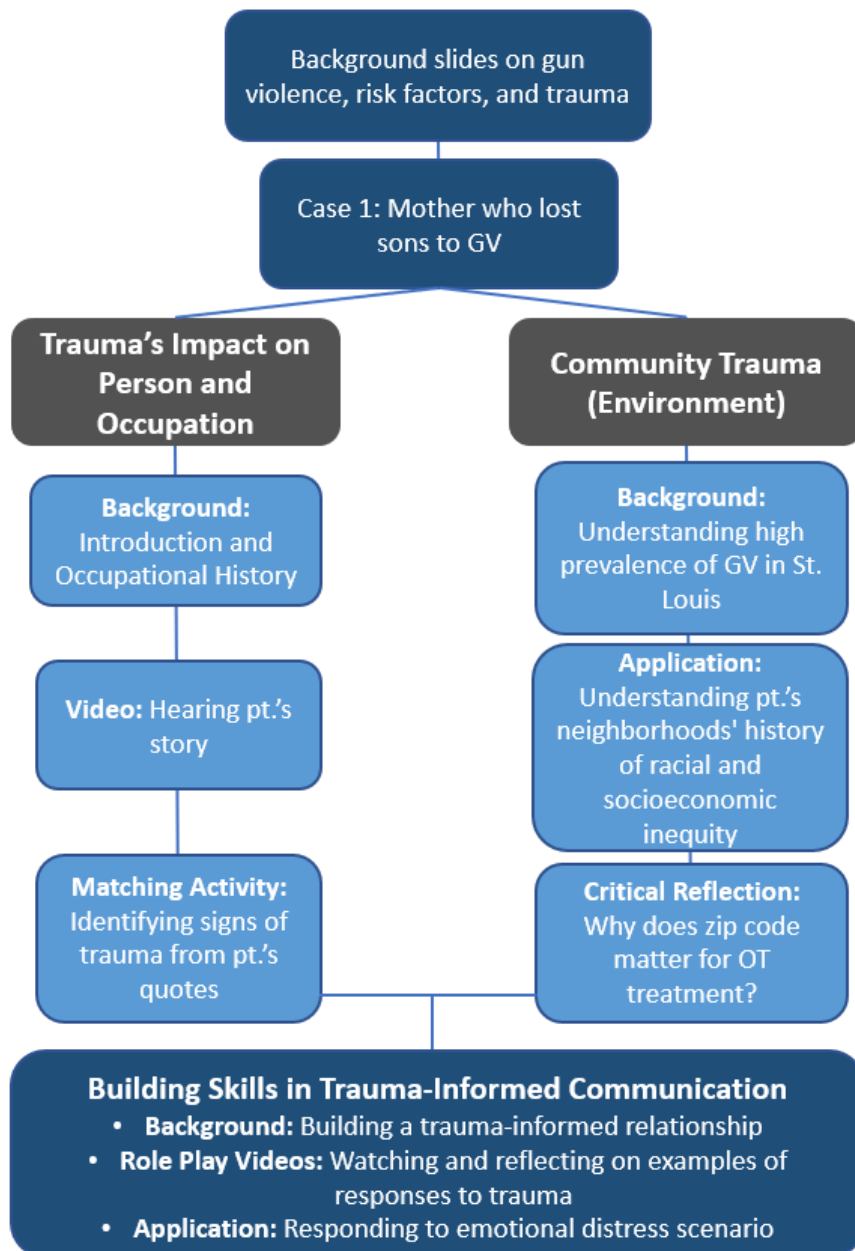 Background slides on gun
violence, risk factors, and trauma
Case 1: Mother who lost
sons to GV
Trauma's Impact on
Person and
Occupation
Background:
Introduction and
Occupational History
Video: Hearing pt.'s
story
Matching Activity:
Identifying signs of
trauma from pt.'s
quotes
Community Trauma
(Environment)
Background:
Understanding high
prevalence of GV in St.
Louis
Application:
Understanding pt.'s
neighborhoods' history
of racial and
socioeconomic
inequity
Critical Reflection:
Why does zip code
matter for OT
treatment?
Building Skills in Trauma-Informed Communication
• Background: Building a trauma-informed relationship
• Role Play Videos: Watching and reflecting on examples of
responses to trauma
• Application: Responding to emotional distress scenario